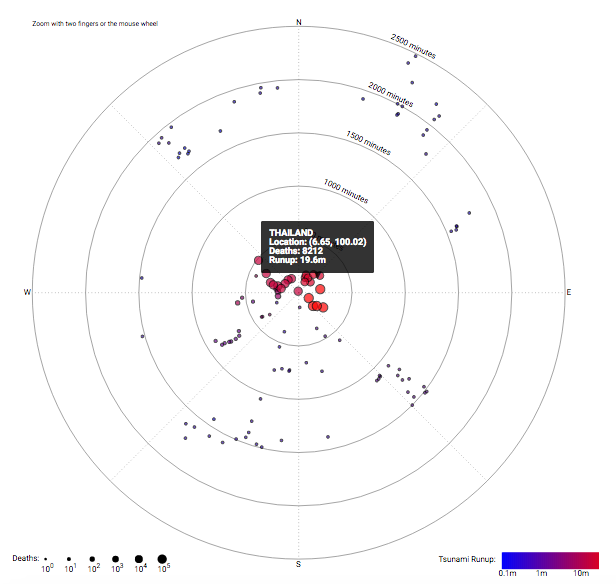 Zoom with two fingers or the mouse wheel
N
2500 minutes
2000 minutes
1500 minutes
1000 minutes
THAILAND
Location: (6.65, 100.02)
Deaths: 8212
Runup: 19.6m
W
E
S
Deaths:
10^0 10^1 10^2 10^3 10^4 10^5
Tsunami Runup:
0.1m 1m 10m